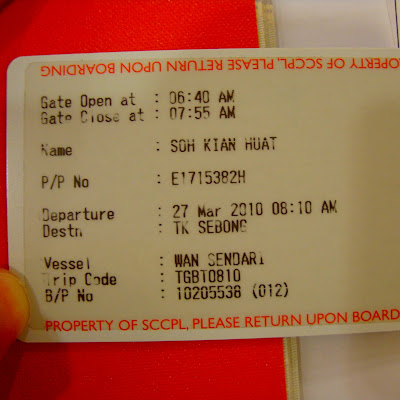 PROPERTY OF SCCPL, PLEASE RETURN UPON BOARDING
Gate Open at : 06:40 AM
Gate Close at : 07:55 AM
Name : SOH KIAN HUAT
P/P No : E1715382H
Departure : 27 Mar 2010 08:10 AM
Destn : TK SEBONG
Vessel : WAN SENDARI
Trip Code : TGBT0810
B/P No : 10205538 (012)
PROPERTY OF SCCPL, PLEASE RETURN UPON BOARD